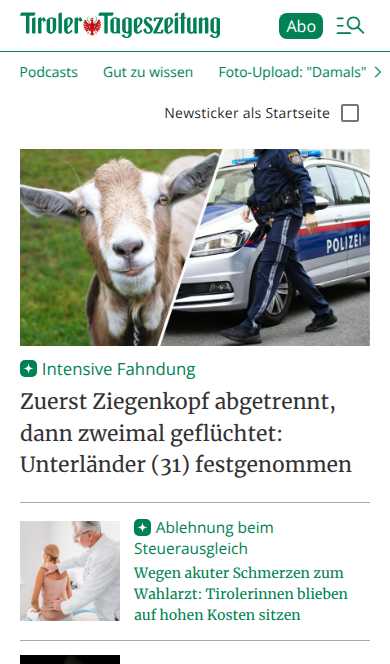 Tiroler Tageszeitung
Abo
Podcasts Gut zu wissen Foto-Upload: "Damals"
Newsticker als Startseite
POLIZEI
Intensive Fahndung
Zuerst Ziegenkopf abgetrennt,
dann zweimal geflüchtet:
Unterländer (31) festgenommen
Ablehnung beim
Steuerausgleich
Wegen akuter Schmerzen zum
Wahlarzt: Tirolerinnen blieben
auf hohen Kosten sitzen